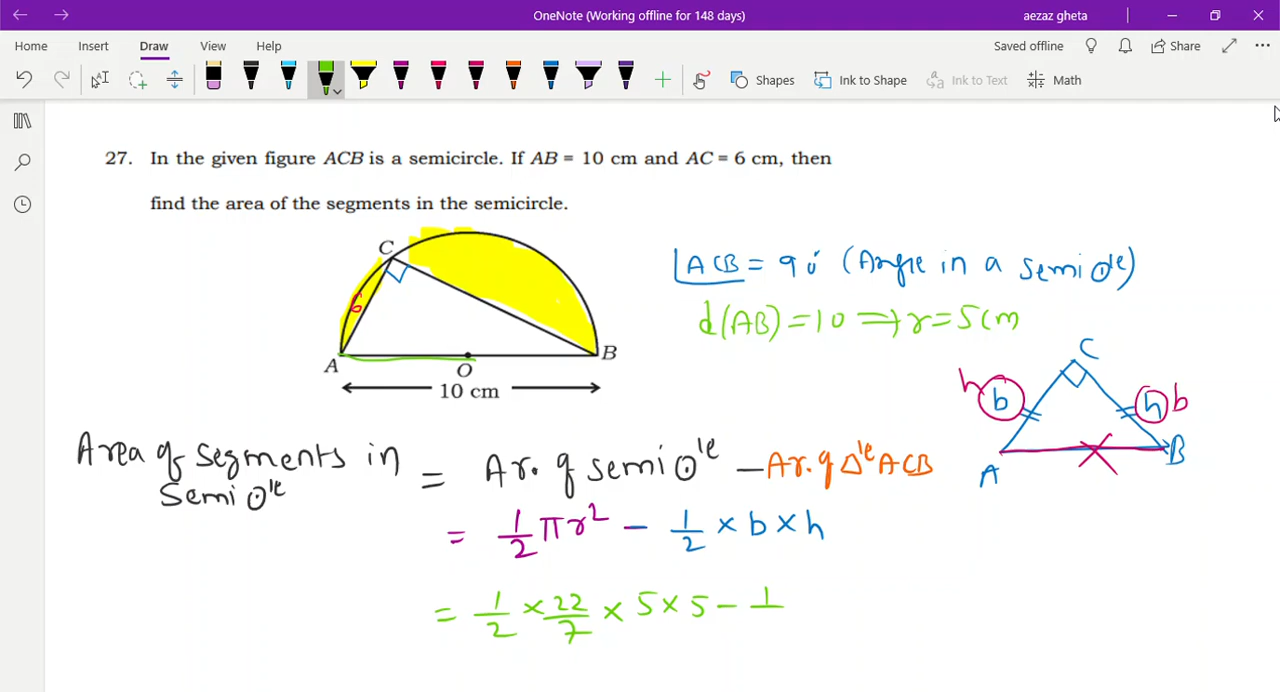 OneNote (Working offline for 148 days)
aezaz gheta
Home Insert Draw View Help
Saved offline Share
Shapes Ink to Shape Ink to Text Math
27. In the given figure ACB is a semicircle. If AB = 10 cm and AC = 6 cm, then
find the area of the segments in the semicircle.
C
6
A O B
10 cm
∠ACB = 90° (Angle in a semi ⊙le)
d(AB) = 10 ⇒ r = 5cm
C
h b h b
A B
Area of segments in
semi ⊙le
= Ar. of semi ⊙le – Ar. of Δle ACB
= 1/2 πr² – 1/2 × b × h
= 1/2 × 22/7 × 5 × 5 – 1